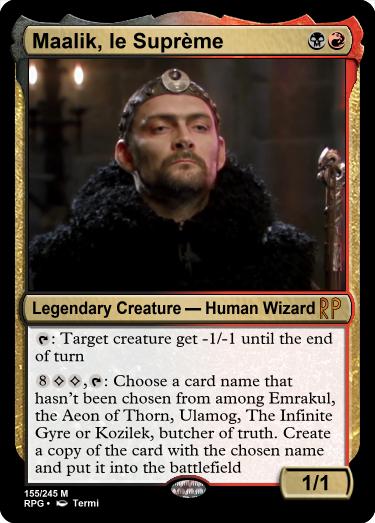 Maalik, le Suprème
Legendary Creature — Human Wizard RP
: Target creature get -1/-1 until the end
of turn
8 , : Choose a card name that
hasn't been chosen from among Emrakul,
the Aeon of Thorn, Ulamog, The Infinite
Gyre or Kozilek, butcher of truth. Create
a copy of the card with the chosen name
and put it into the battlefield
1/1
155/245 M
RPG • Termi